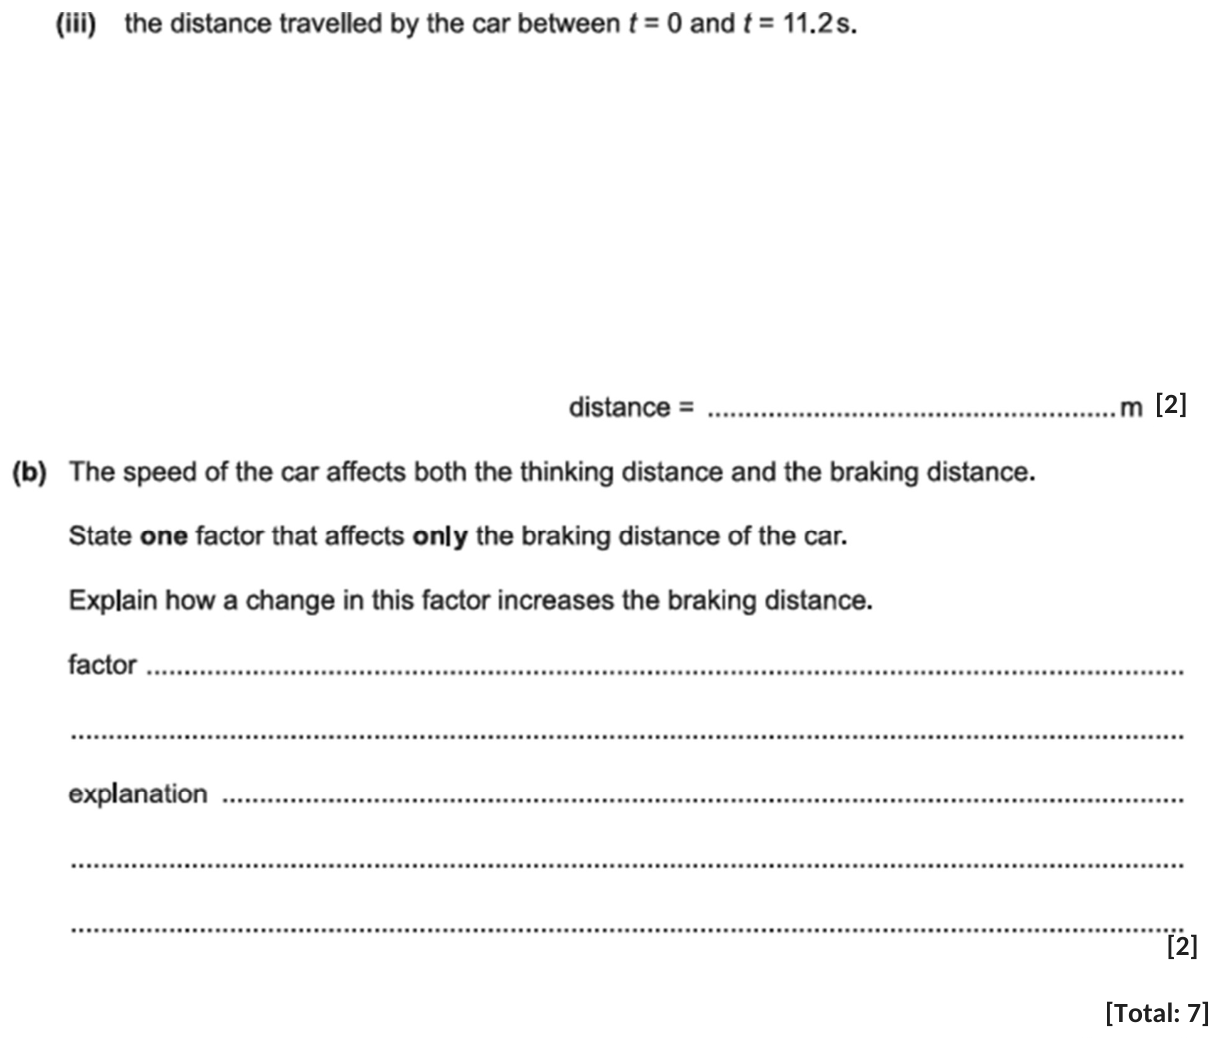 (iii) the distance travelled by the car between t = 0 and t = 11.2 s.
distance = ...................................................... m [2]
(b) The speed of the car affects both the thinking distance and the braking distance.
State one factor that affects only the braking distance of the car.
Explain how a change in this factor increases the braking distance.
factor ..........................................................................................................................
..........................................................................................................................
explanation ..........................................................................................................................
..........................................................................................................................
..........................................................................................................................
[2]
[Total: 7]